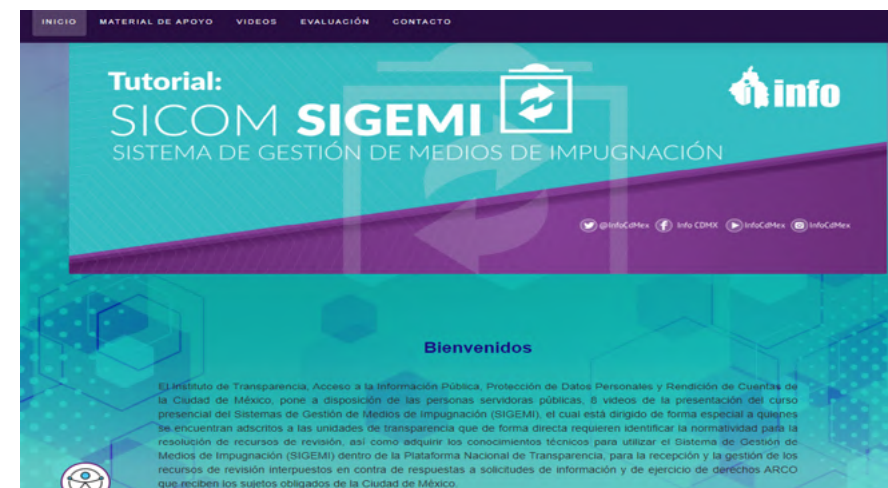 INICIO MATERIAL DE APOYO VIDEOS EVALUACIÓN CONTACTO
Tutorial:
SICOM SIGEMI
SISTEMA DE GESTIÓN DE MEDIOS DE IMPUGNACIÓN
info
@InfoCdMex Info CDMX InfoCdMex InfoCdMex
Bienvenidos
El Instituto de Transparencia, Acceso a la Información Pública, Protección de Datos Personales y Rendición de Cuentas de
la Ciudad de México, pone a disposición de las personas servidoras públicas, 8 videos de la presentación del curso
presencial del Sistemas de Gestión de Medios de Impugnación (SIGEMI), el cual está dirigido de forma especial a quienes
se encuentran adscritos a las unidades de transparencia que de forma directa requieren identificar la normatividad para la
resolución de recursos de revisión, así como adquirir los conocimientos técnicos para utilizar el Sistema de Gestión de
Medios de Impugnación (SIGEMI) dentro de la Plataforma Nacional de Transparencia, para la recepción y la gestión de los
recursos de revisión interpuestos en contra de respuestas a solicitudes de información y de ejercicio de derechos ARCO
que reciben los sujetos obligados de la Ciudad de México.